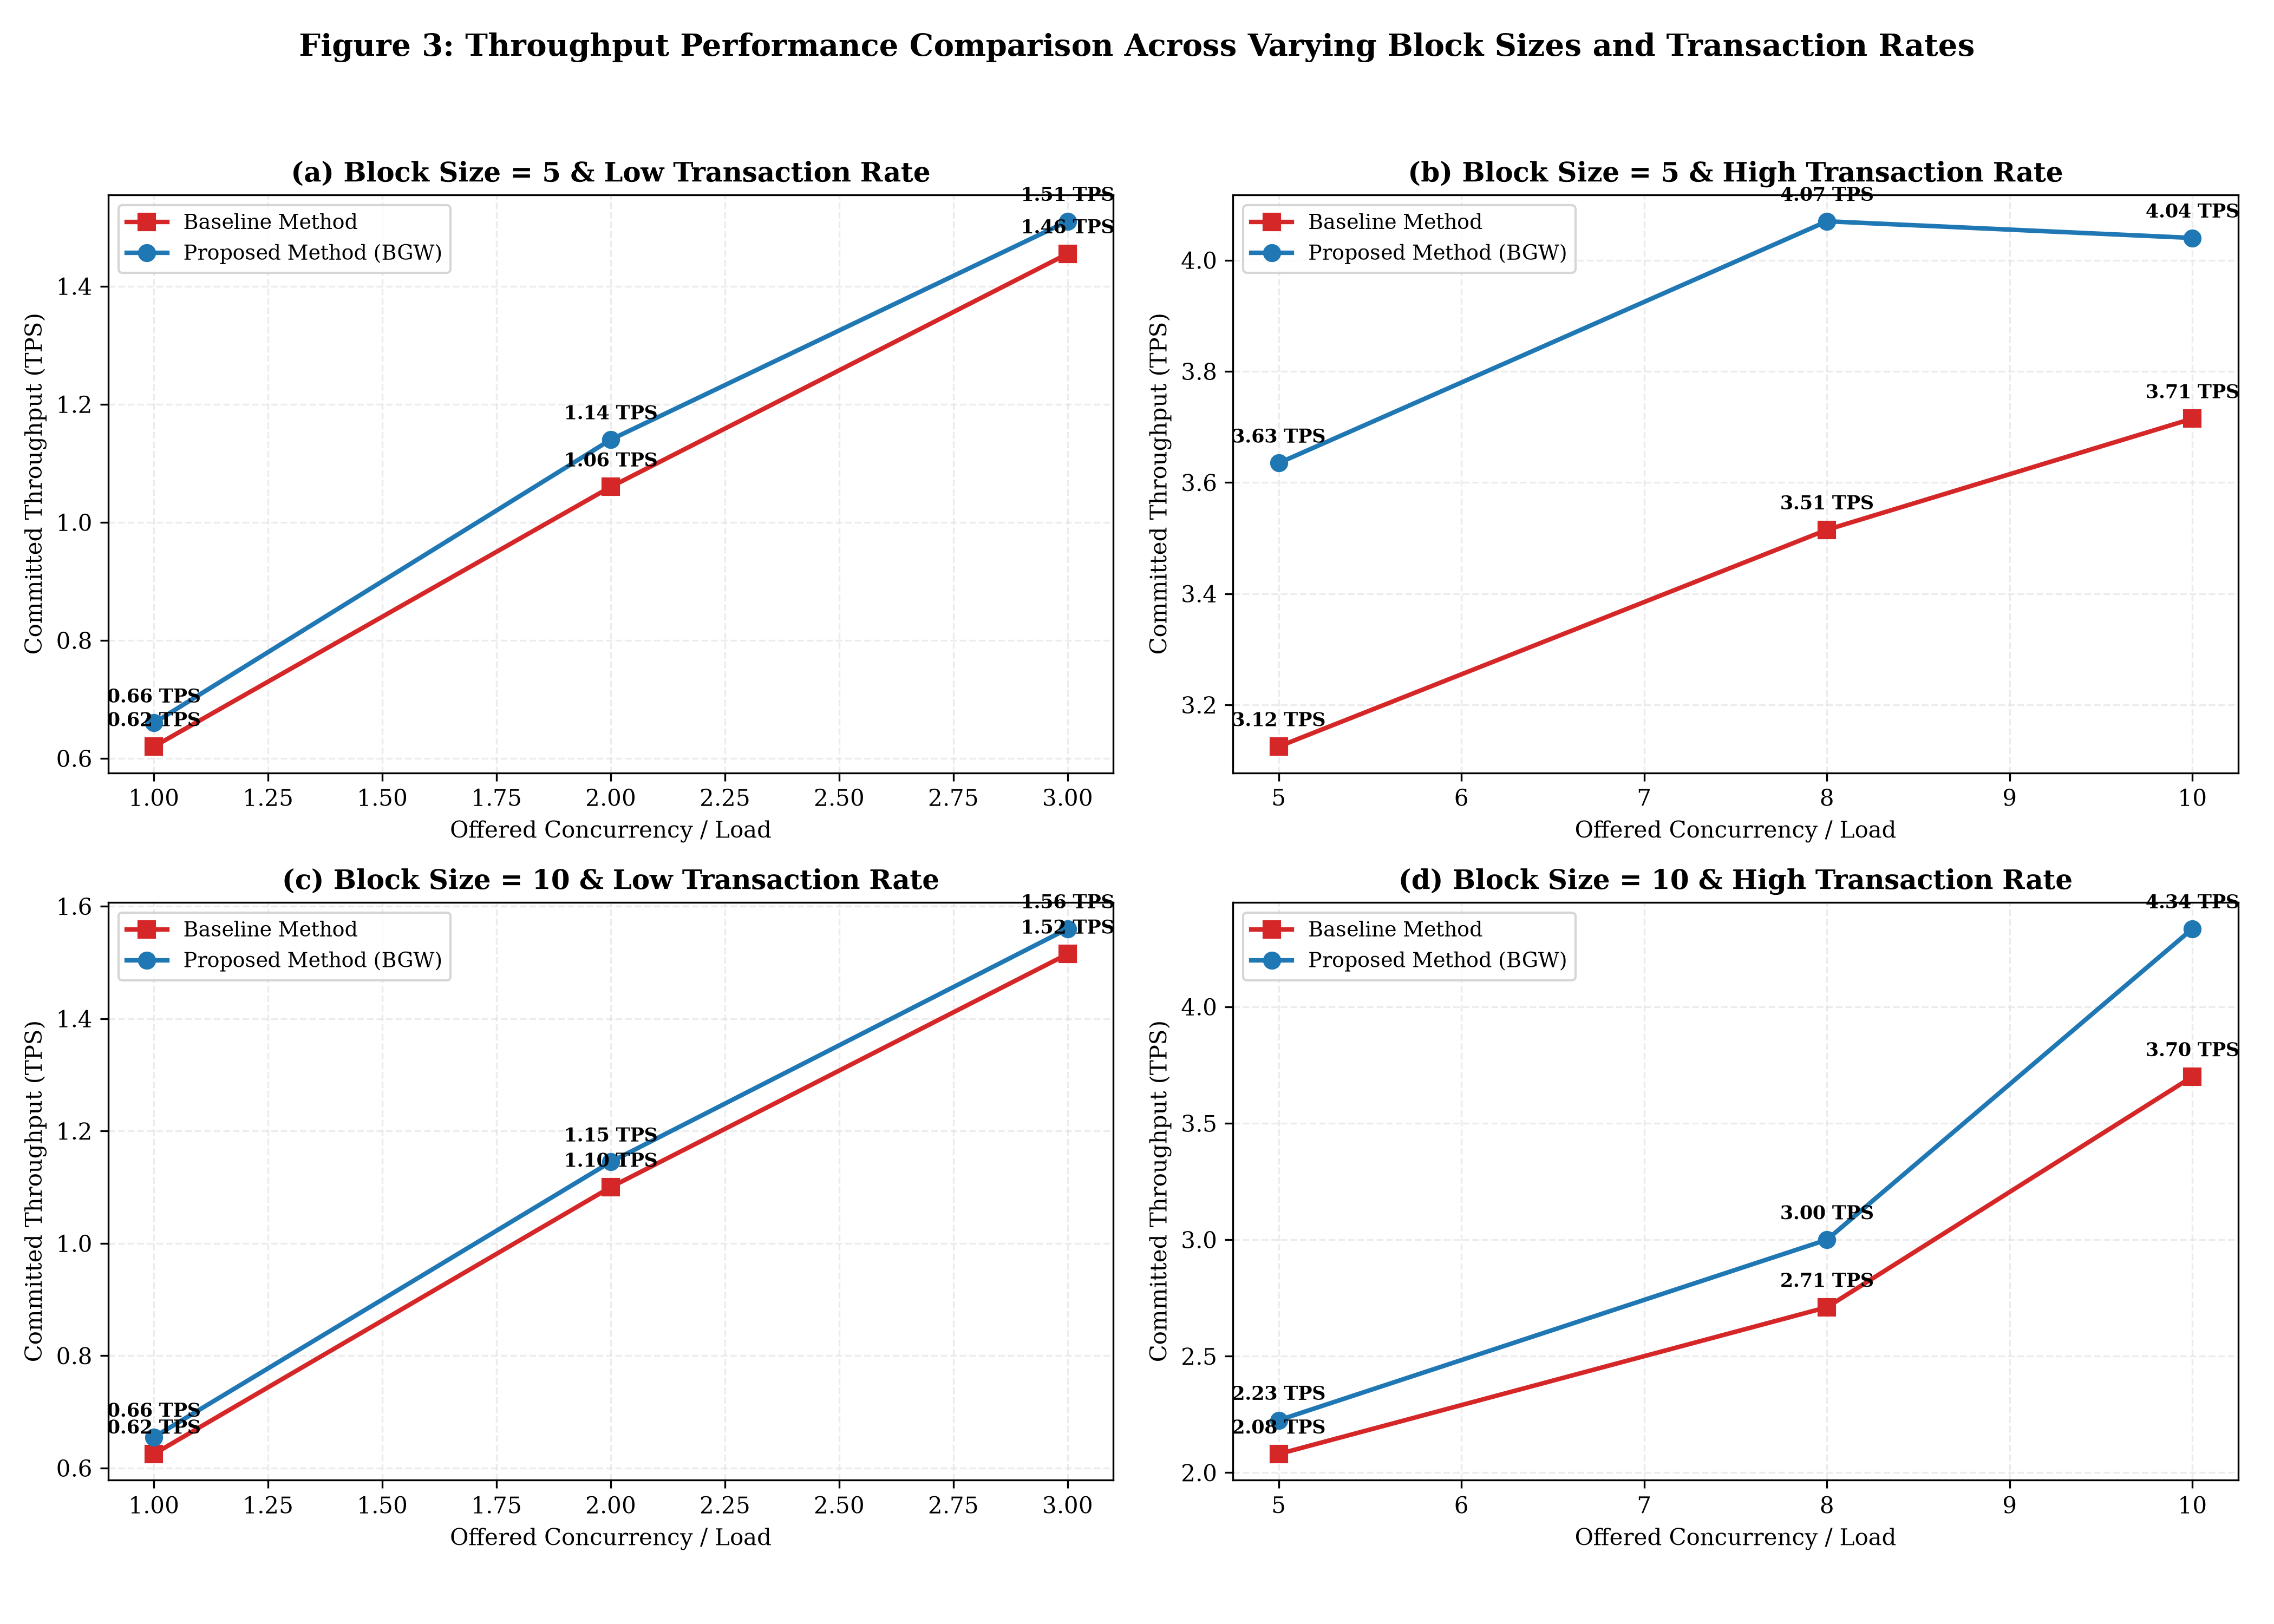 Figure 3: Throughput Performance Comparison Across Varying Block Sizes and Transaction Rates
(a) Block Size = 5 & Low Transaction Rate
Baseline Method
Proposed Method (BGW)
1.51 TPS
1.46 TPS
1.14 TPS
1.06 TPS
0.66 TPS
0.62 TPS
Committed Throughput (TPS)
1.4
1.2
1.0
0.8
0.6
1.00 1.25 1.50 1.75 2.00 2.25 2.50 2.75 3.00
Offered Concurrency / Load
(b) Block Size = 5 & High Transaction Rate
Baseline Method
Proposed Method (BGW)
4.07 TPS
4.04 TPS
3.71 TPS
3.63 TPS
3.51 TPS
3.12 TPS
Committed Throughput (TPS)
4.0
3.8
3.6
3.4
3.2
5 6 7 8 9 10
Offered Concurrency / Load
(c) Block Size = 10 & Low Transaction Rate
Baseline Method
Proposed Method (BGW)
1.56 TPS
1.52 TPS
1.15 TPS
1.10 TPS
0.66 TPS
0.62 TPS
Committed Throughput (TPS)
1.6
1.4
1.2
1.0
0.8
0.6
1.00 1.25 1.50 1.75 2.00 2.25 2.50 2.75 3.00
Offered Concurrency / Load
(d) Block Size = 10 & High Transaction Rate
Baseline Method
Proposed Method (BGW)
4.34 TPS
3.70 TPS
3.00 TPS
2.71 TPS
2.23 TPS
2.08 TPS
Committed Throughput (TPS)
4.0
3.5
3.0
2.5
2.0
5 6 7 8 9 10
Offered Concurrency / Load